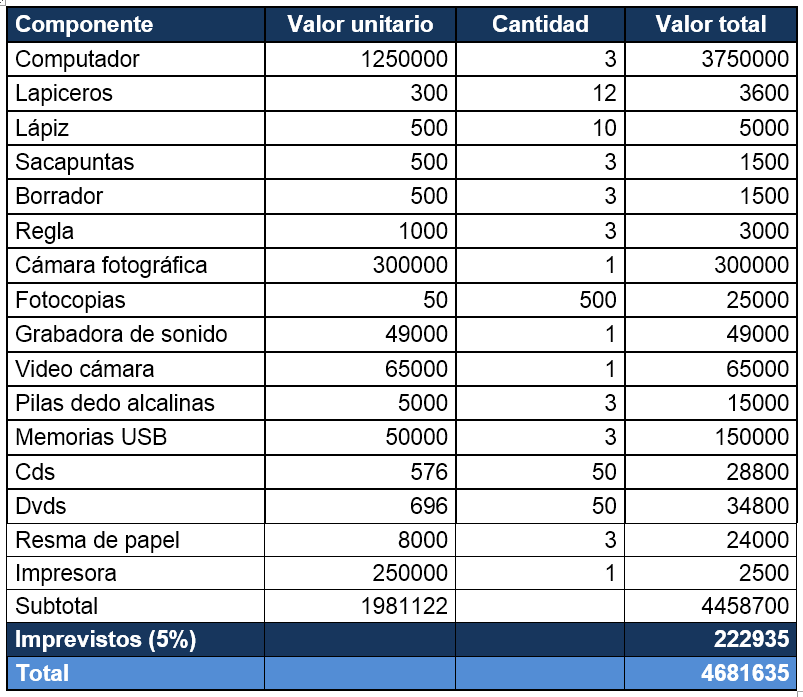 Componente Valor unitario Cantidad Valor total
Computador 1250000 3 3750000
Lapiceros 300 12 3600
Lápiz 500 10 5000
Sacapuntas 500 3 1500
Borrador 500 3 1500
Regla 1000 3 3000
Cámara fotográfica 300000 1 300000
Fotocopias 50 500 25000
Grabadora de sonido 49000 1 49000
Video cámara 65000 1 65000
Pilas dedo alcalinas 5000 3 15000
Memorias USB 50000 3 150000
Cds 576 50 28800
Dvds 696 50 34800
Resma de papel 8000 3 24000
Impresora 250000 1 2500
Subtotal 1981122 4458700
Imprevistos (5%) 222935
Total 4681635